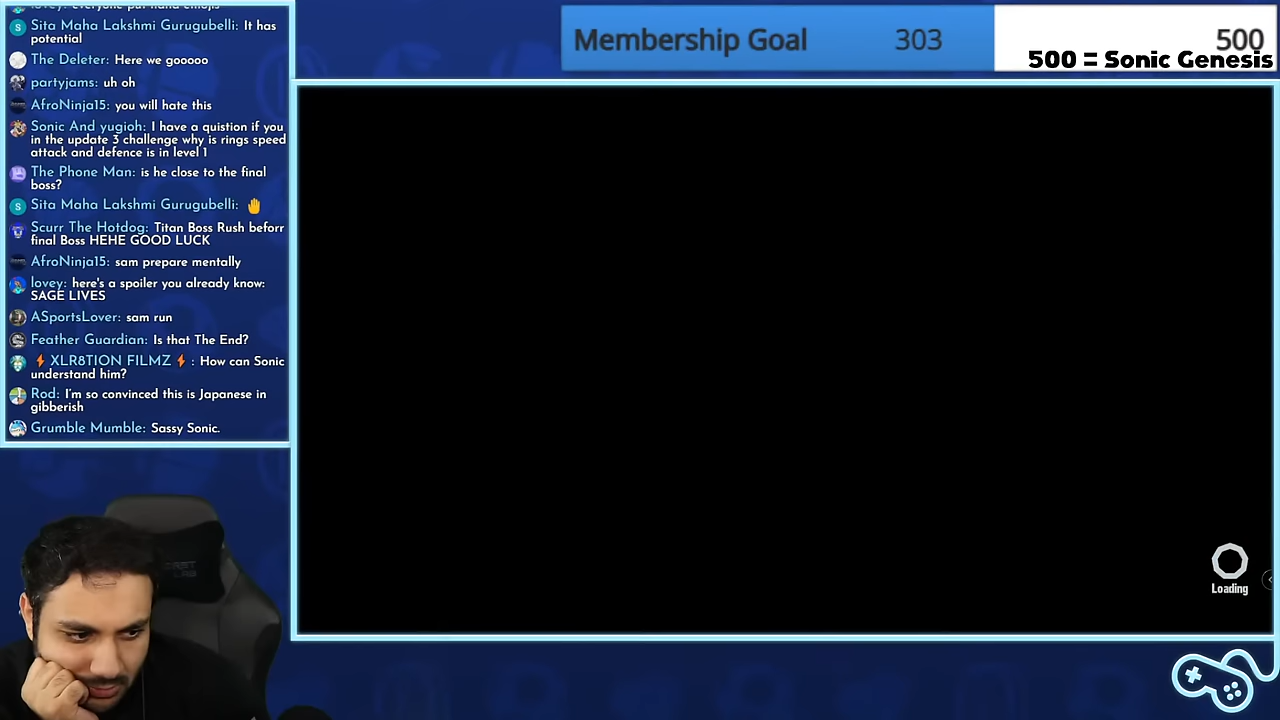 lovey: everyone put hand emojis
Sita Maha Lakshmi Gurugubelli: It has
potential
The Deleter: Here we gooooo
partyjams: uh oh
AfroNinja15: you will hate this
Sonic And yugioh: I have a quistion if you
in the update 3 challenge why is rings speed
attack and defence is in level 1
The Phone Man: is he close to the final
boss?
Sita Maha Lakshmi Gurugubelli: 🤚
Scurr The Hotdog: Titan Boss Rush beforr
final Boss HEHE GOOD LUCK
AfroNinja15: sam prepare mentally
lovey: here's a spoiler you already know:
SAGE LIVES
ASportsLover: sam run
Feather Guardian: Is that The End?
⚡ XLR8TION FILMZ ⚡ : How can Sonic
understand him?
Rod: I'm so convinced this is Japanese in
gibberish
Grumble Mumble: Sassy Sonic.
Membership Goal 303 500
500 = Sonic Genesis
Loading